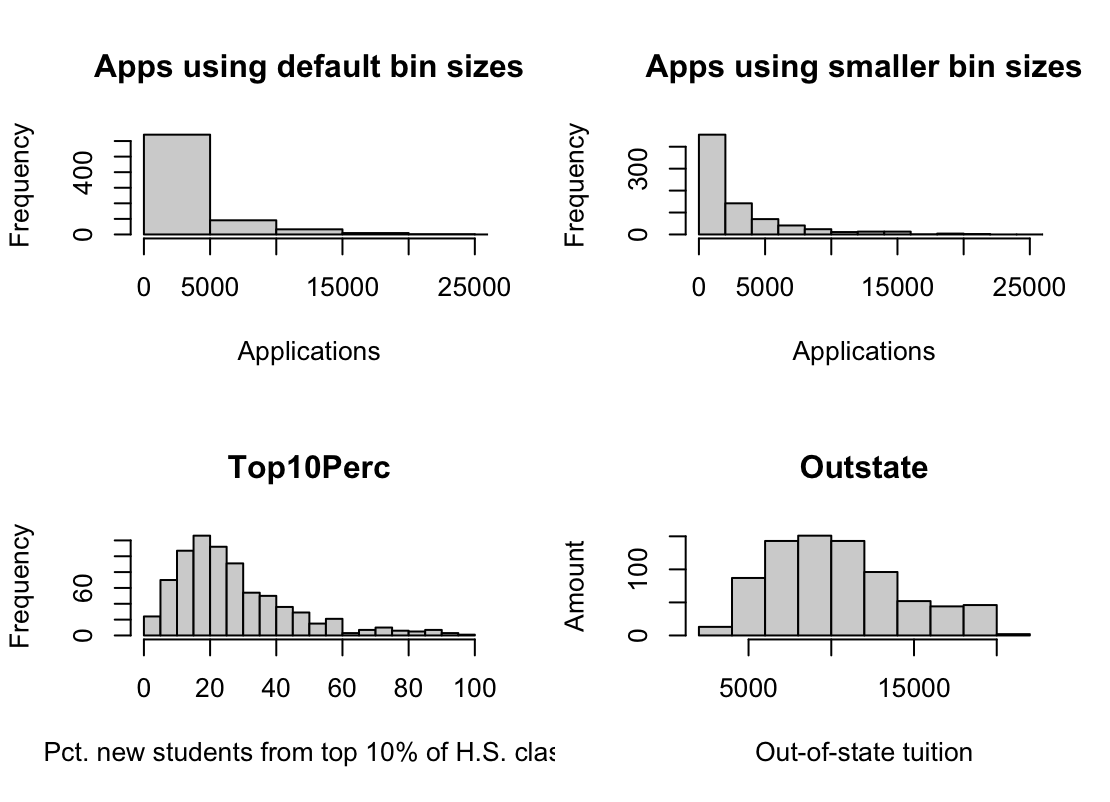 Apps using default bin sizes
Frequency
400
0
0 5000 15000 25000
Applications
Apps using smaller bin sizes
Frequency
300
0
0 5000 15000 25000
Applications
Top10Perc
Frequency
60
0
0 20 40 60 80 100
Pct. new students from top 10% of H.S. clas
Outstate
Amount
100
0
5000 15000
Out-of-state tuition